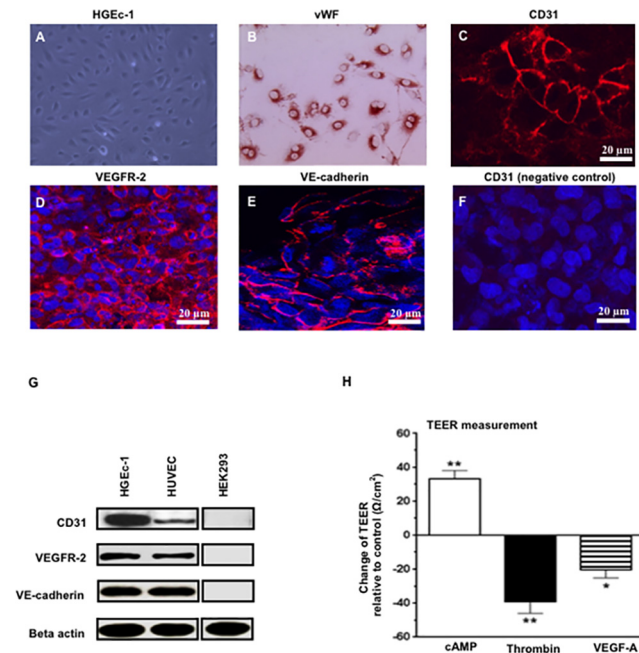 HGEc-1
vWF
CD31
A
B
C
20 µm
VEGFR-2
VE-cadherin
CD31 (negative control)
D
20 µm
E
20 µm
F
20 µm
G
H
HGEc-1
HUVEC
HEK293
CD31
VEGFR-2
VE-cadherin
Beta actin
TEER measurement
Change of TEER
relative to control (Ω/cm²)
60
40
20
0
-20
-40
-60
**
**
*
cAMP
Thrombin
VEGF-A